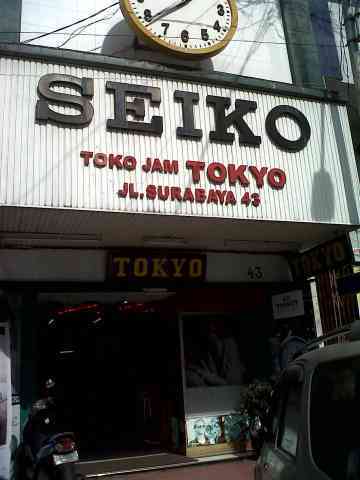 SEIKO
TOKO JAM TOKYO
JL.SURABAYA 43
TOKYO
43
TOKYO